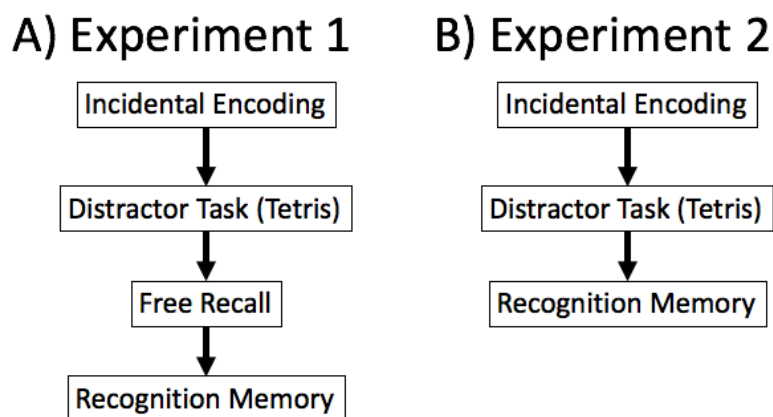 A) Experiment 1
Incidental Encoding
Distractor Task (Tetris)
Free Recall
Recognition Memory
B) Experiment 2
Incidental Encoding
Distractor Task (Tetris)
Recognition Memory